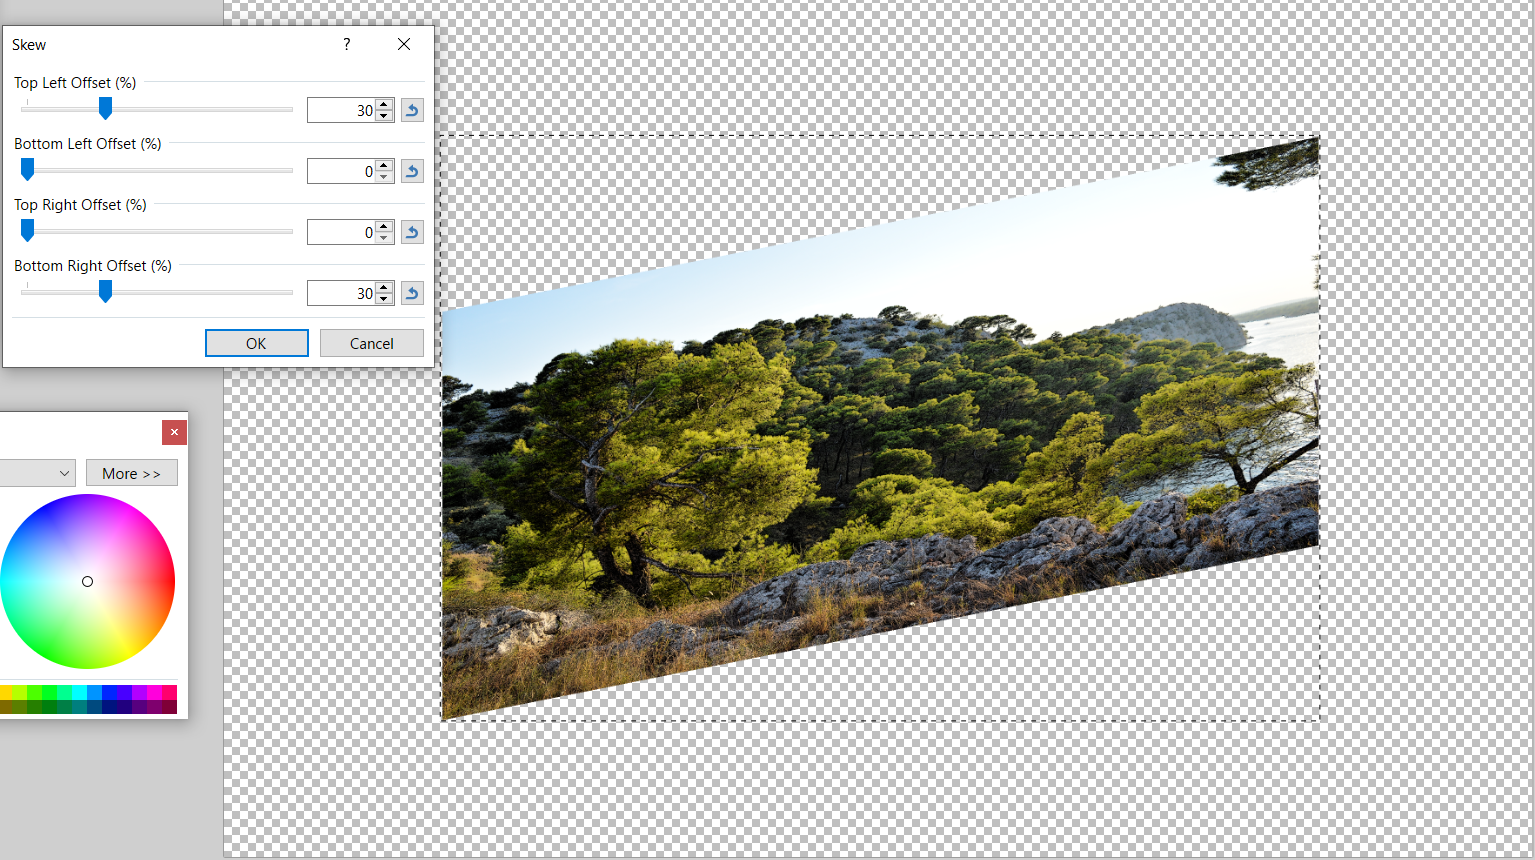 Skew ?
Top Left Offset (%)
30
Bottom Left Offset (%)
0
Top Right Offset (%)
0
Bottom Right Offset (%)
30
OK Cancel
More >>